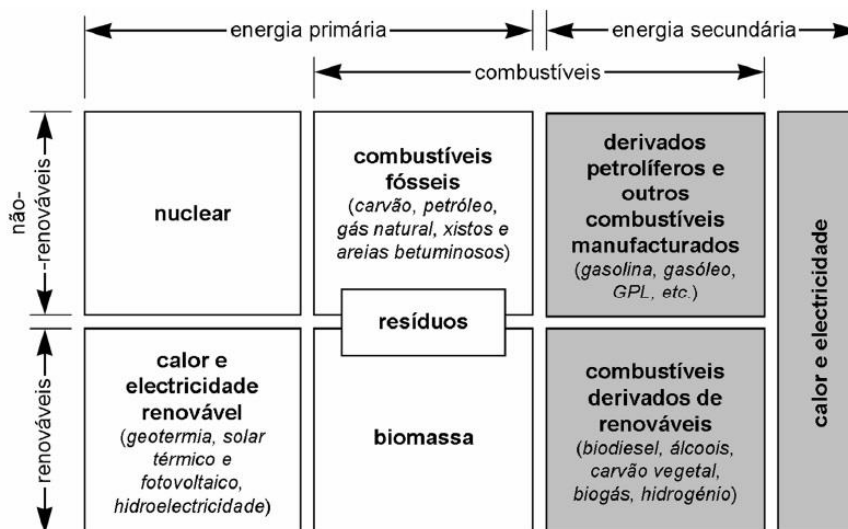 energia primária
energia secundária
combustíveis
não-
-renováveis
nuclear
combustíveis
fósseis
(carvão, petróleo,
gás natural, xistos e
areias betuminosos)
derivados
petrolíferos e
outros
combustíveis
manufacturados
(gasolina, gasóleo,
GPL, etc.)
calor e electricidade
resíduos
renováveis
calor e
electricidade
renovável
(geotermia, solar
térmico e
fotovoltaico,
hidroelectricidade)
biomassa
combustíveis
derivados de
renováveis
(biodiesel, álcoois,
carvão vegetal,
biogás, hidrogénio)